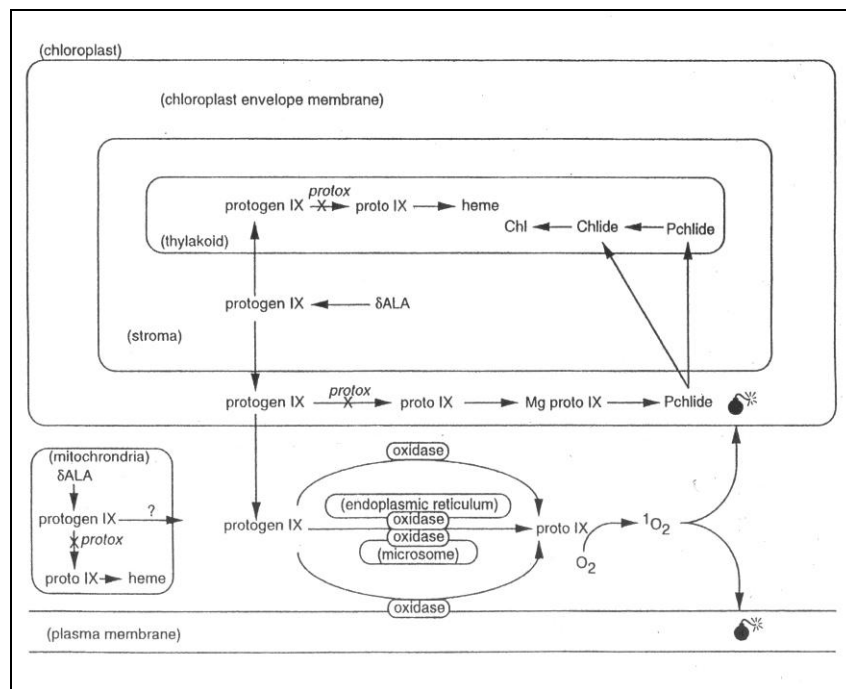 (chloroplast)
(chloroplast envelope membrane)
protox
protogen IX proto IX heme
Chl Chlide Pchlide
(thylakoid)
protogen IX δALA
(stroma)
protox
protogen IX proto IX Mg proto IX Pchlide
oxidase
(mitochrondria)
δALA
protogen IX ?
protox
proto IX heme
(endoplasmic reticulum)
oxidase
protogen IX proto IX ¹O₂
oxidase
(microsome)
O₂
oxidase
(plasma membrane)